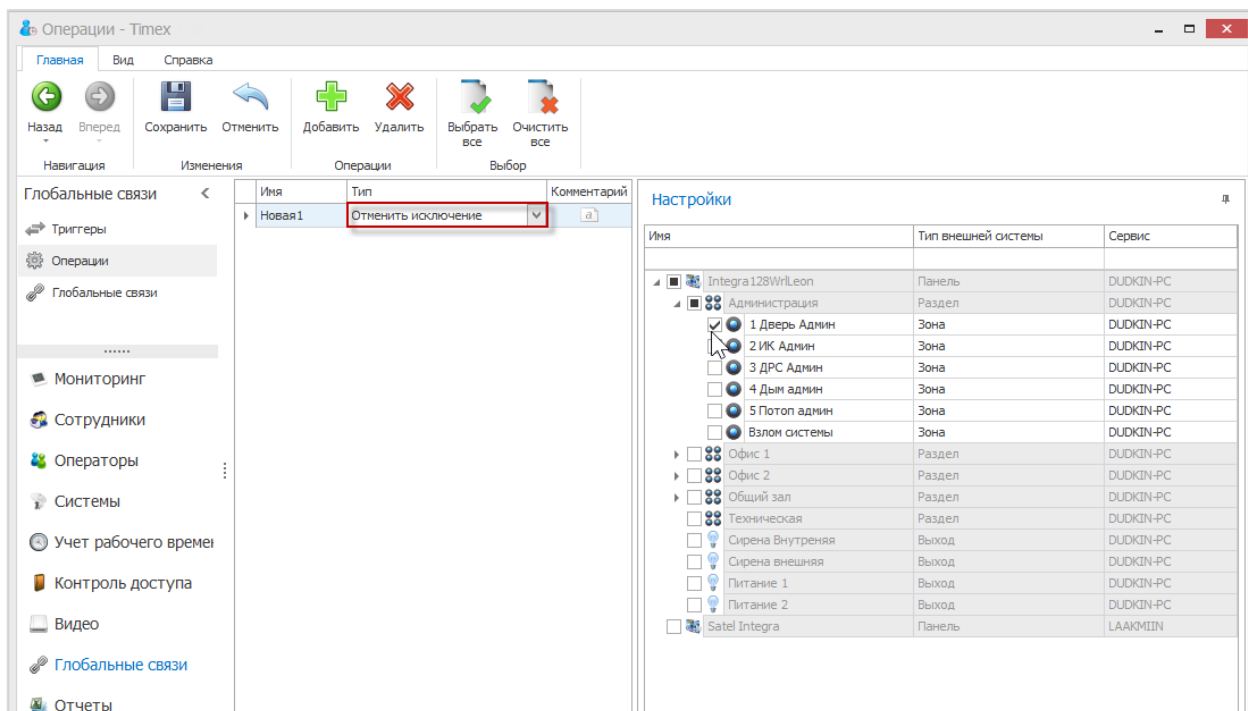 Операции - Timex
Главная Вид Справка
Назад Вперед Сохранить Отменить Добавить Удалить Выбрать все Очистить все
Навигация Изменения Операции Выбор
Глобальные связи
Триггеры
Операции
Глобальные связи
Мониторинг
Сотрудники
Операторы
Системы
Учет рабочего времен
Контроль доступа
Видео
Глобальные связи
Отчеты
Имя Тип Комментарий
Новая1 Отменить исключение a
Настройки
Имя Тип внешней системы Сервис
Integra128WrlLeon Панель DUDKIN-PC
Администрация Раздел DUDKIN-PC
1 Дверь Админ Зона DUDKIN-PC
2 ИК Админ Зона DUDKIN-PC
3 ДРС Админ Зона DUDKIN-PC
4 Дым админ Зона DUDKIN-PC
5 Потоп админ Зона DUDKIN-PC
Взлом системы Зона DUDKIN-PC
Офис 1 Раздел DUDKIN-PC
Офис 2 Раздел DUDKIN-PC
Общий зал Раздел DUDKIN-PC
Техническая Раздел DUDKIN-PC
Сирена Внутреняя Выход DUDKIN-PC
Сирена внешняя Выход DUDKIN-PC
Питание 1 Выход DUDKIN-PC
Питание 2 Выход DUDKIN-PC
Satel Integra Панель LAAKMIIN